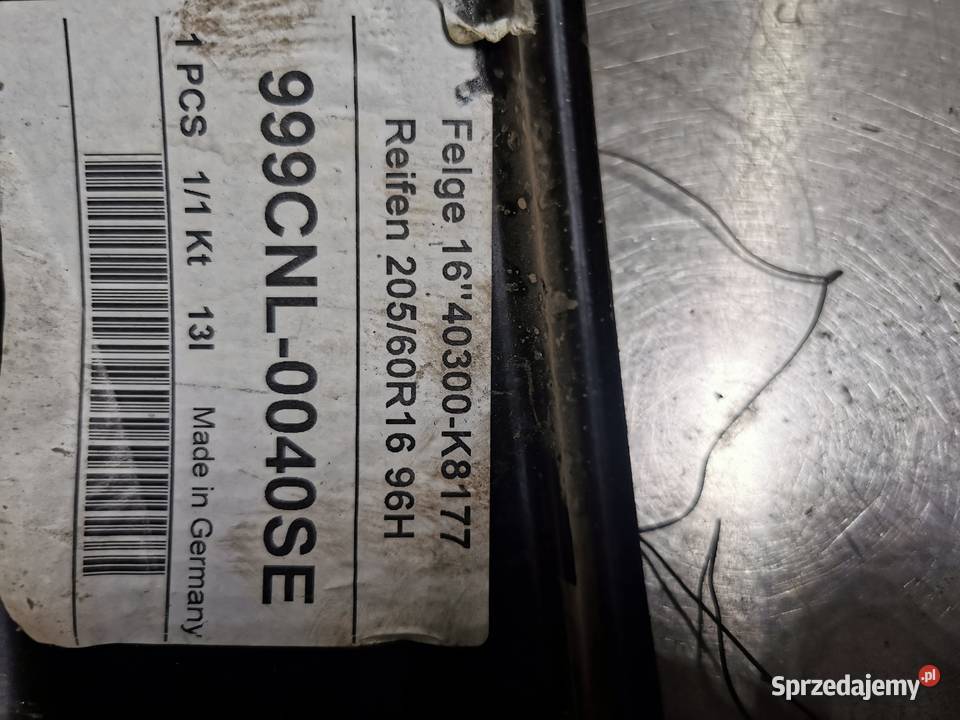 Felge 16"40300-K8177
Reifen 205/60R16 96H
999CNL-0040SE
1 PCS 1/1 Kt 13l Made in Germany
Sprzedajemy.pl